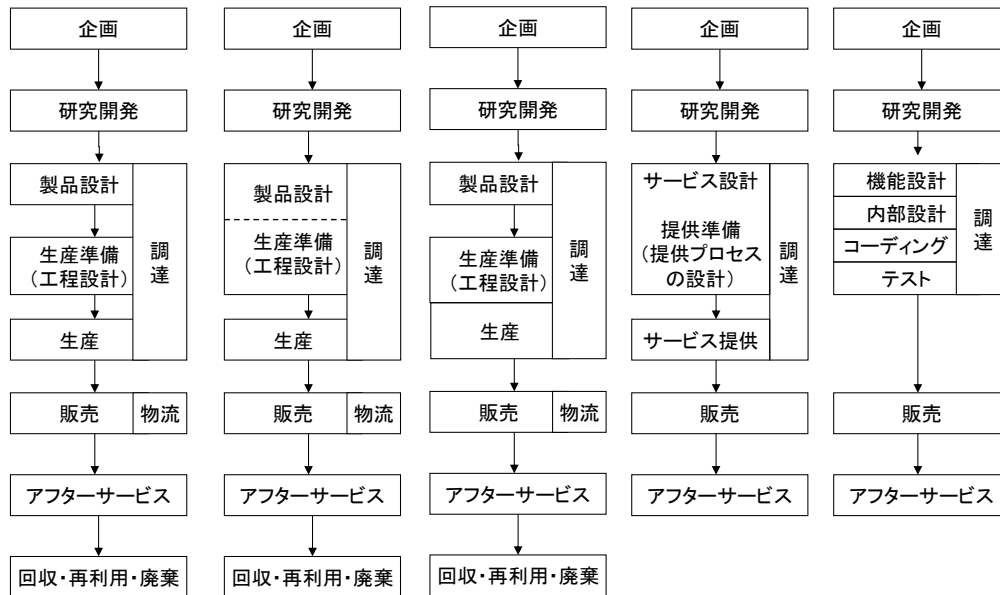 企画
研究開発
製品設計
生産準備
（工程設計）
生産
調
達
販売
物流
アフターサービス
回収・再利用・廃棄
企画
研究開発
製品設計
生産準備
（工程設計）
生産
調
達
販売
物流
アフターサービス
回収・再利用・廃棄
企画
研究開発
製品設計
生産準備
（工程設計）
生産
調
達
販売
物流
アフターサービス
回収・再利用・廃棄
企画
研究開発
サービス設計
提供準備
（提供プロセス
の設計）
サービス提供
調
達
販売
アフターサービス
企画
研究開発
機能設計
内部設計
コーディング
テスト
調
達
販売
アフターサービス